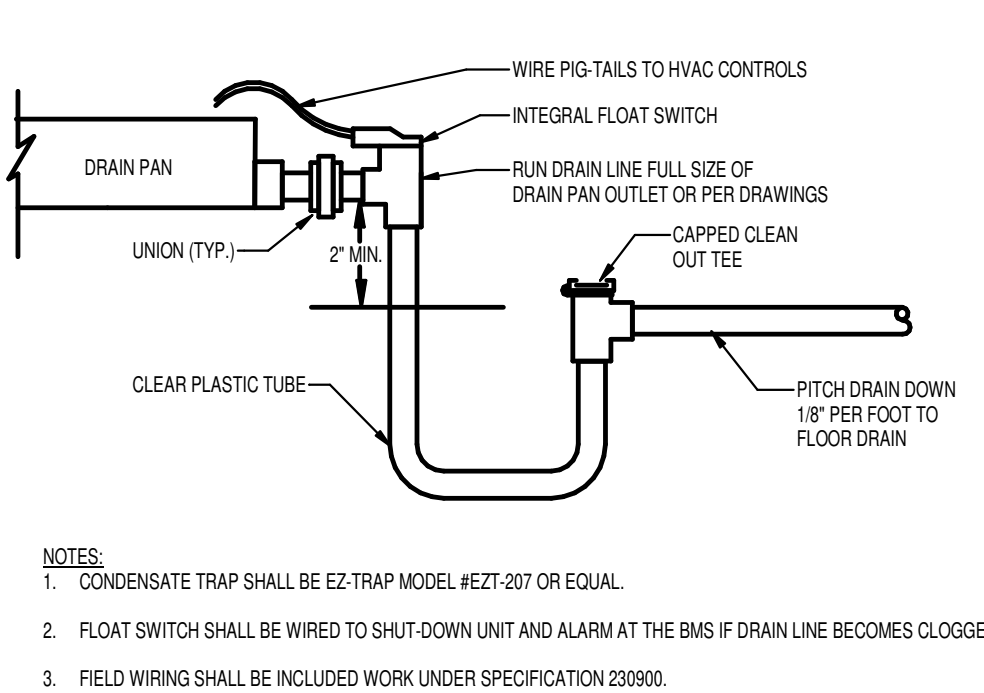 WIRE PIG-TAILS TO HVAC CONTROLS
INTEGRAL FLOAT SWITCH
DRAIN PAN
RUN DRAIN LINE FULL SIZE OF
DRAIN PAN OUTLET OR PER DRAWINGS
UNION (TYP.)
2" MIN.
CAPPED CLEAN
OUT TEE
CLEAR PLASTIC TUBE
PITCH DRAIN DOWN
1/8" PER FOOT TO
FLOOR DRAIN
NOTES:
1. CONDENSATE TRAP SHALL BE EZ-TRAP MODEL #EZT-207 OR EQUAL.
2. FLOAT SWITCH SHALL BE WIRED TO SHUT-DOWN UNIT AND ALARM AT THE BMS IF DRAIN LINE BECOMES CLOGGE
3. FIELD WIRING SHALL BE INCLUDED WORK UNDER SPECIFICATION 230900.